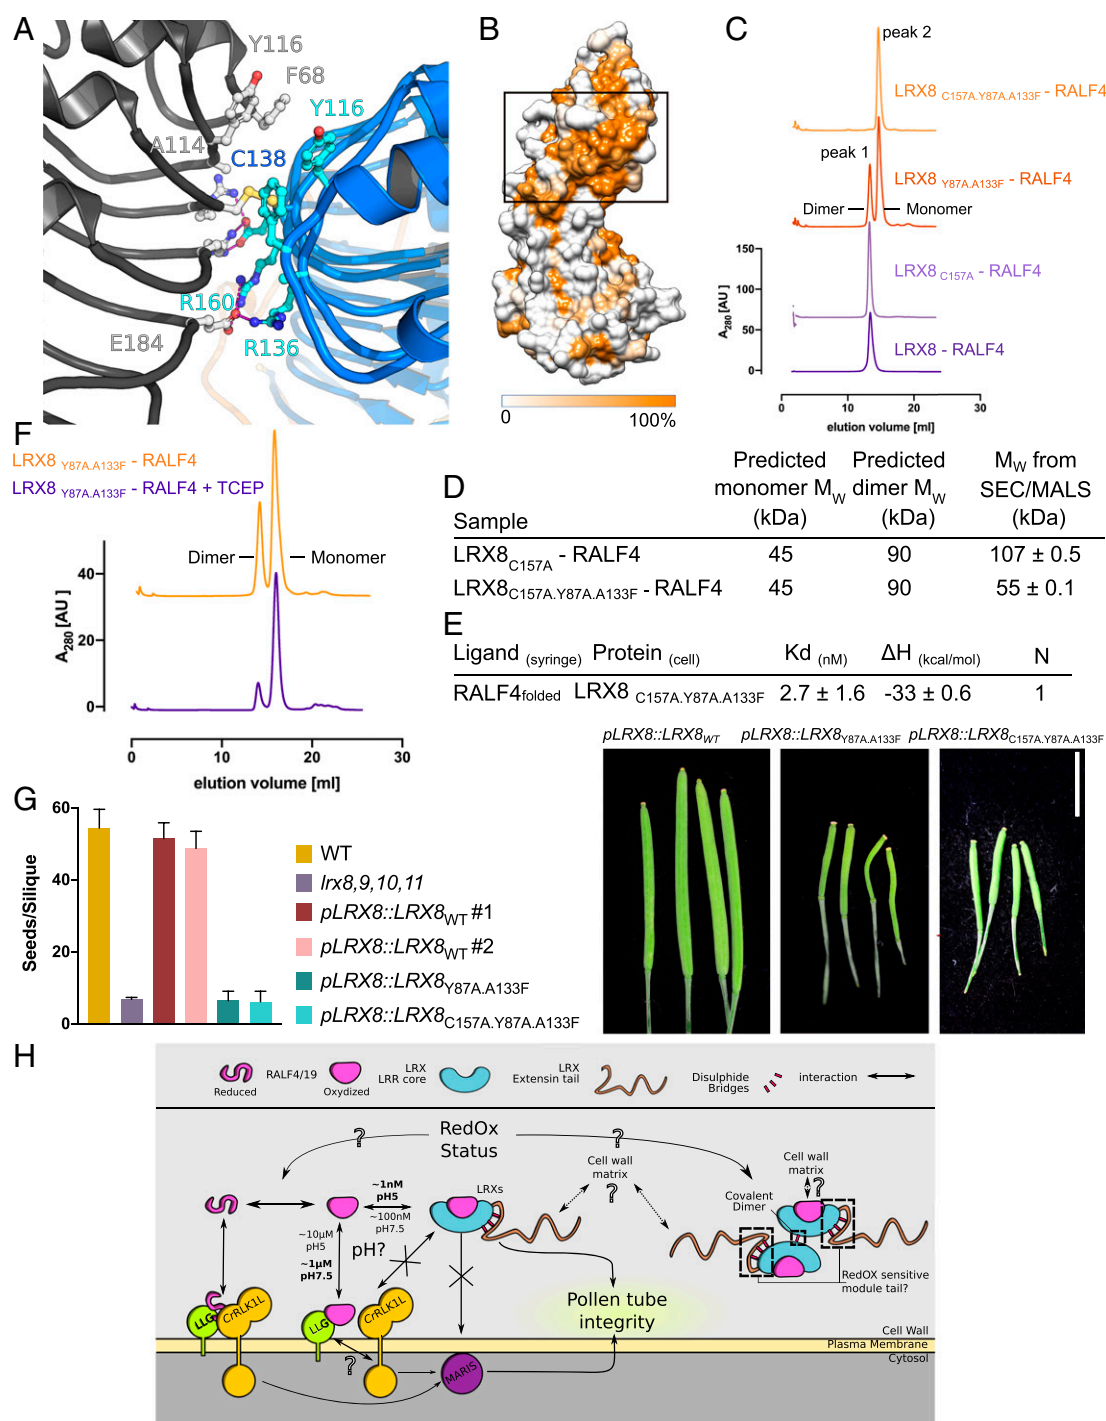 A
Y116
F68
Y116
A114
C138
R160
E184
R136
B
0
100%
C
peak 2
LRX8 C157A.Y87A.A133F - RALF4
peak 1
LRX8 Y87A.A133F - RALF4
Dimer
Monomer
LRX8 C157A - RALF4
LRX8 - RALF4
150
100
50
0
A280 [AU]
0
10
20
30
elution volume [ml]
F
LRX8 Y87A.A133F - RALF4
LRX8 Y87A.A133F - RALF4 + TCEP
Dimer
Monomer
40
20
0
A280 [AU]
0
10
20
30
elution volume [ml]
D
Sample
Predicted monomer MW (kDa)
Predicted dimer MW (kDa)
MW from SEC/MALS (kDa)
LRX8C157A - RALF4 45 90 107 ± 0.5
LRX8C157A.Y87A.A133F - RALF4 45 90 55 ± 0.1
E
Ligand (syringe) Protein (cell) Kd (nM) ΔH (kcal/mol) N
RALF4folded LRX8 C157A.Y87A.A133F 2.7 ± 1.6 -33 ± 0.6 1
pLRX8::LRX8WT
pLRX8::LRX8Y87A.A133F
pLRX8::LRX8C157A.Y87A.A133F
G
60
40
20
0
Seeds/Silique
WT
lrx8,9,10,11
pLRX8::LRX8WT #1
pLRX8::LRX8WT #2
pLRX8::LRX8Y87A.A133F
pLRX8::LRX8C157A.Y87A.A133F
H
Reduced
RALF4/19
Oxydized
LRX
LRR core
LRX
Extensin tail
Disulphide
Bridges
interaction
?
RedOx
Status
?
Cell wall
matrix
?
Cell wall
matrix
?
~1nM
pH5
~100nM
pH7.5
LRXs
Covalent
Dimer
~10µM
pH5
~1µM
pH7.5
pH?
RedOX sensitive
module tail?
LLG
CrRLK1L
LLG
CrRLK1L
?
MARIS
Pollen tube
integrity
Cell Wall
Plasma Membrane
Cytosol